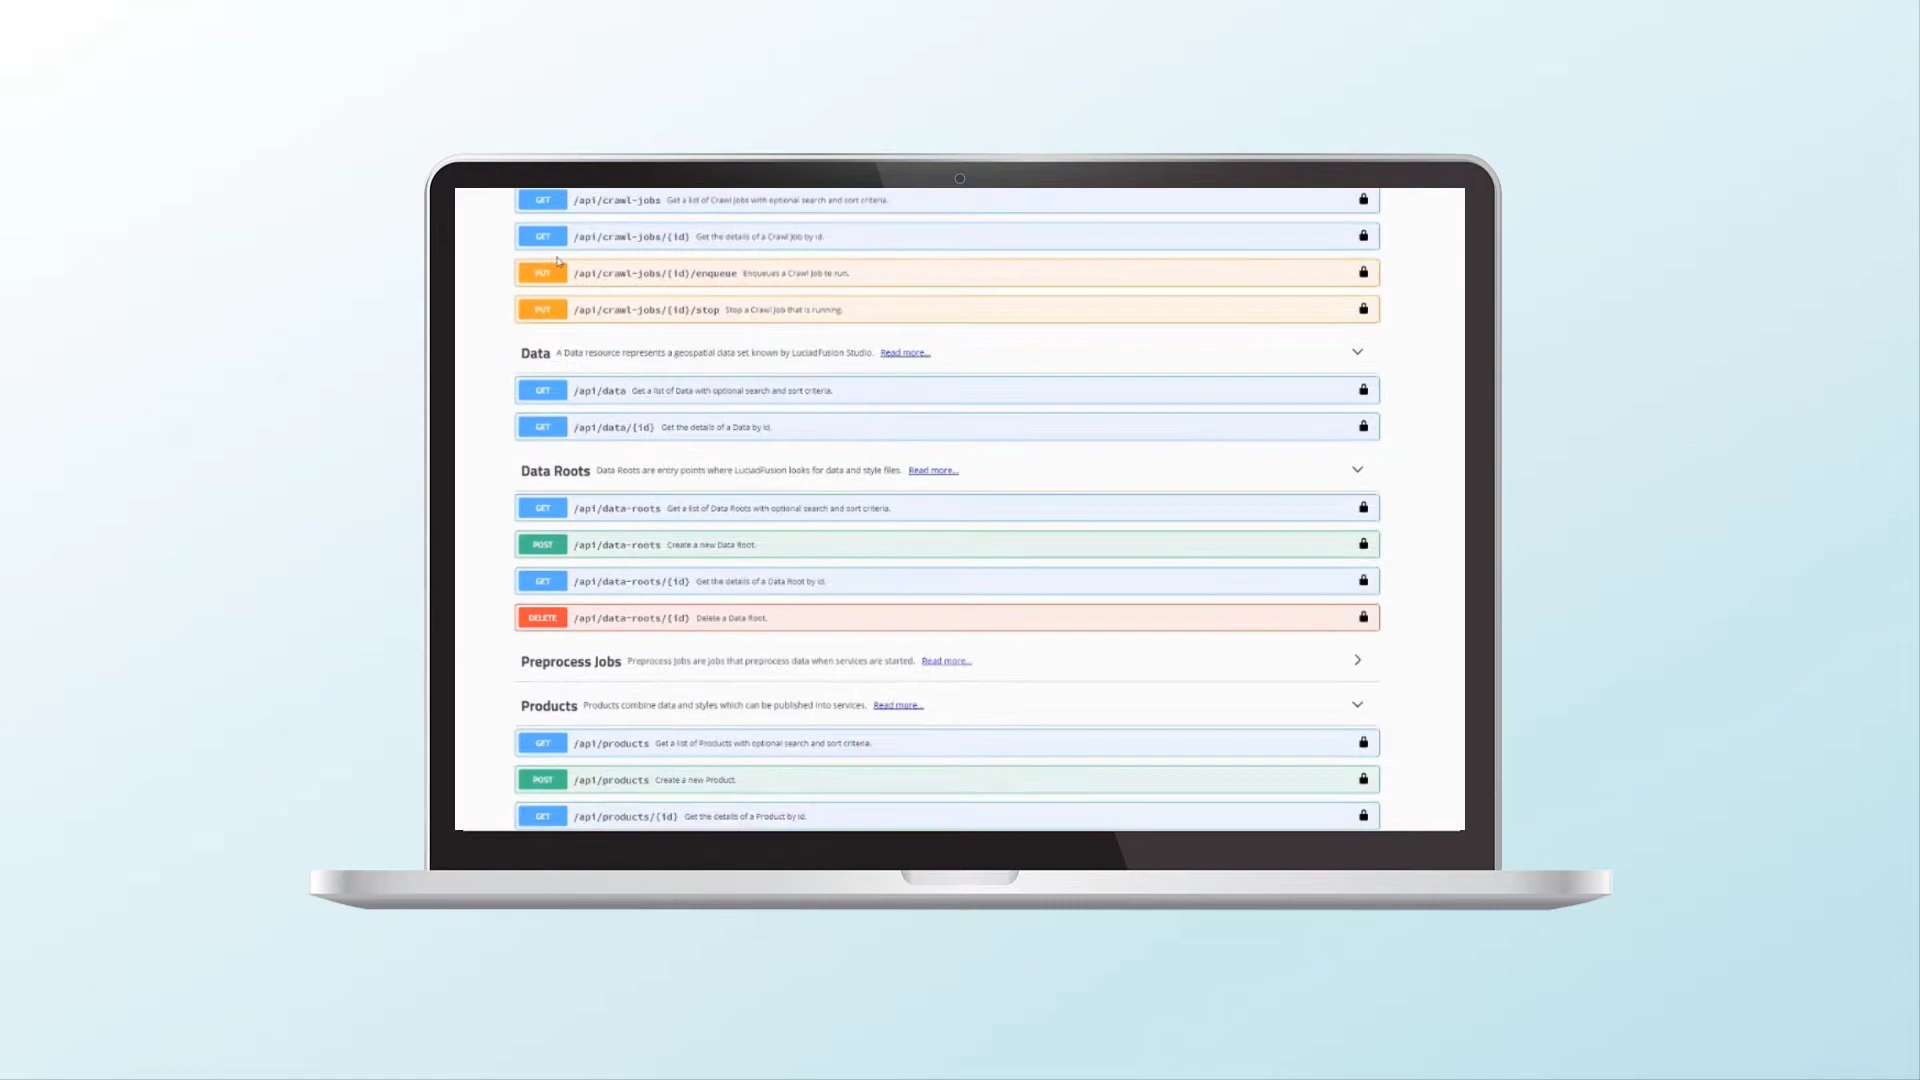 GET /api/crawl-jobs Get a list of Crawl Jobs with optional search and sort criteria.
GET /api/crawl-jobs/{id} Get the details of a Crawl Job by id.
PUT /api/crawl-jobs/{id}/enqueue Enqueues a Crawl Job to run.
PUT /api/crawl-jobs/{id}/stop Stop a Crawl Job that is running.
Data A Data resource represents a geospatial data set known by LuciadFusion Studio. Read more...
GET /api/data Get a list of Data with optional search and sort criteria.
GET /api/data/{id} Get the details of a Data by id.
Data Roots Data Roots are entry points where LuciadFusion looks for data and style files. Read more...
GET /api/data-roots Get a list of Data Roots with optional search and sort criteria.
POST /api/data-roots Create a new Data Root.
GET /api/data-roots/{id} Get the details of a Data Root by id.
DELETE /api/data-roots/{id} Delete a Data Root.
Preprocess Jobs Preprocess Jobs are jobs that preprocess data when services are started. Read more...
Products Products combine data and styles which can be published into services. Read more...
GET /api/products Get a list of Products with optional search and sort criteria.
POST /api/products Create a new Product.
GET /api/products/{id} Get the details of a Product by id.